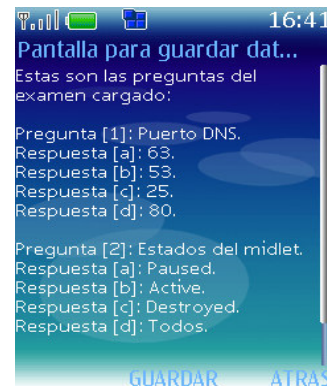 16:41
Pantalla para guardar dat...
Estas son las preguntas del
examen cargado:
Pregunta [1]: Puerto DNS.
Respuesta [a]: 63.
Respuesta [b]: 53.
Respuesta [c]: 25.
Respuesta [d]: 80.
Pregunta [2]: Estados del midlet.
Respuesta [a]: Paused.
Respuesta [b]: Active.
Respuesta [c]: Destroyed.
Respuesta [d]: Todos.
GUARDAR ATRAS